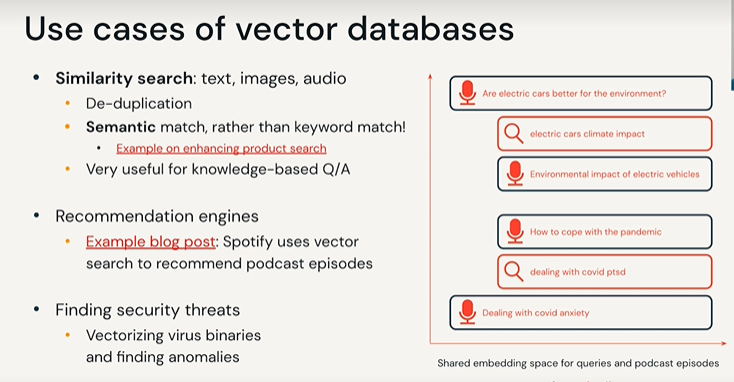 Use cases of vector databases
• Similarity search: text, images, audio
• De-duplication
• Semantic match, rather than keyword match!
• Example on enhancing product search
• Very useful for knowledge-based Q/A
• Recommendation engines
• Example blog post: Spotify uses vector
search to recommend podcast episodes
• Finding security threats
• Vectorizing virus binaries
and finding anomalies
Are electric cars better for the environment?
electric cars climate impact
Environmental impact of electric vehicles
How to cope with the pandemic
dealing with covid ptsd
Dealing with covid anxiety
Shared embedding space for queries and podcast episodes